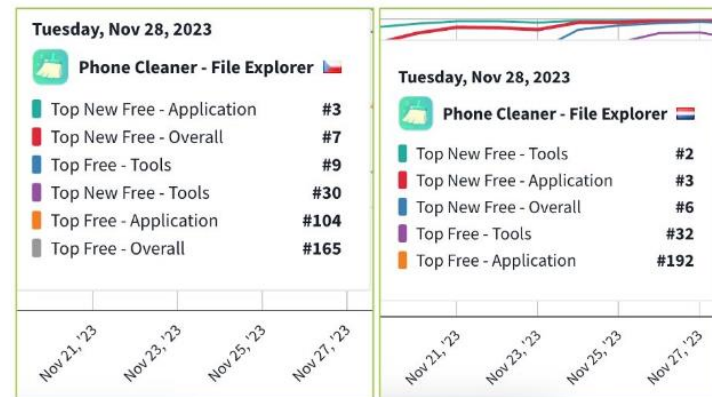 Tuesday, Nov 28, 2023
Phone Cleaner - File Explorer
Top New Free - Application #3
Top New Free - Overall #7
Top Free - Tools #9
Top New Free - Tools #30
Top Free - Application #104
Top Free - Overall #165
Nov 21, '23
Nov 23, '23
Nov 25, '23
Nov 27, '23
Tuesday, Nov 28, 2023
Phone Cleaner - File Explorer
Top New Free - Tools #2
Top New Free - Application #3
Top New Free - Overall #6
Top Free - Tools #32
Top Free - Application #192
Nov 21, '23
Nov 23, '23
Nov 25, '23
Nov 27, '23